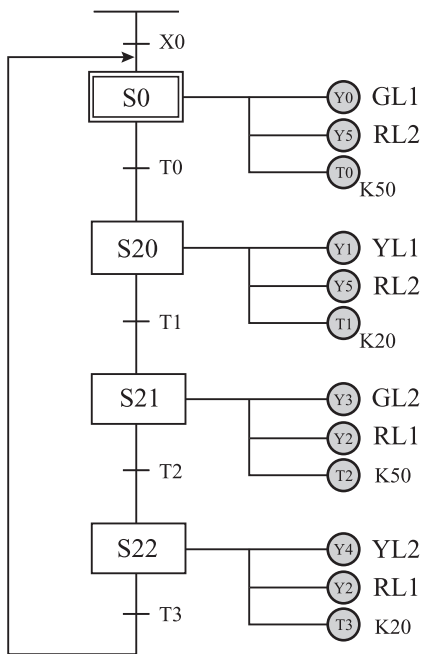 X0
S0
Y0 GL1
Y5 RL2
T0 K50
T0
S20
Y1 YL1
Y5 RL2
T1 K20
T1
S21
Y3 GL2
Y2 RL1
T2 K50
T2
S22
Y4 YL2
Y2 RL1
T3 K20
T3